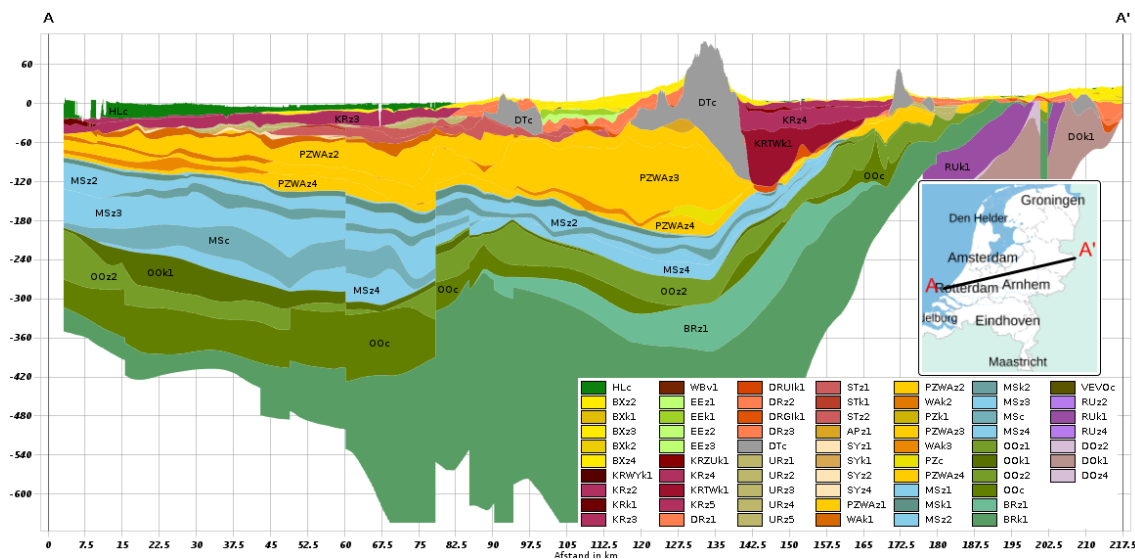 A A'
60
0
-60
-120
-180
-240
-300
-360
-420
-480
-540
-600
HLc
KRz3
DTc
DTc
KRz4
KRTWk1
DOk1
RUk1
PZWAz2
PZWAz4
PZWAz3
PZWAz4
OOc
MSz2
MSz3
MSc
MSz4
MSz2
MSz4
OOz2
OOk1
OOc
OOc
OOz2
BRz1
Groningen
Den Helder
Amsterdam
A'
A
Rotterdam
Arnhem
delburg
Eindhoven
Maastricht
HLc WBv1 DRUIk1 STz1 PZWAz2 MSk2 VEVOc
BXz2 EEz1 DRz2 STk1 WAk2 MSz3 RUz2
BXk1 EEk1 DRGIk1 STz2 PZk1 MSc RUk1
BXz3 EEz2 DRz3 APz1 PZWAz3 MSz4 RUz4
BXk2 EEz3 DTc SYz1 WAk3 OOz1 DOz2
BXz4 KRZUk1 URz1 SYk1 PZc OOk1 DOk1
KRWYk1 KRz4 URz2 SYz2 PZWAz4 OOz2 DOz4
KRz2 KRTWk1 URz3 SYz4 MSz1 OOc
KRk1 KRz5 URz4 PZWAz1 MSk1 BRz1
KRz3 DRz1 URz5 WAk1 MSz2 BRk1
0 7.5 15 22.5 30 37.5 45 52.5 60 67.5 75 82.5 90 97.5 105 112.5 120 127.5 135 142.5 150 157.5 165 172.5 180 187.5 195 202.5 210 217.5
Afstand in km